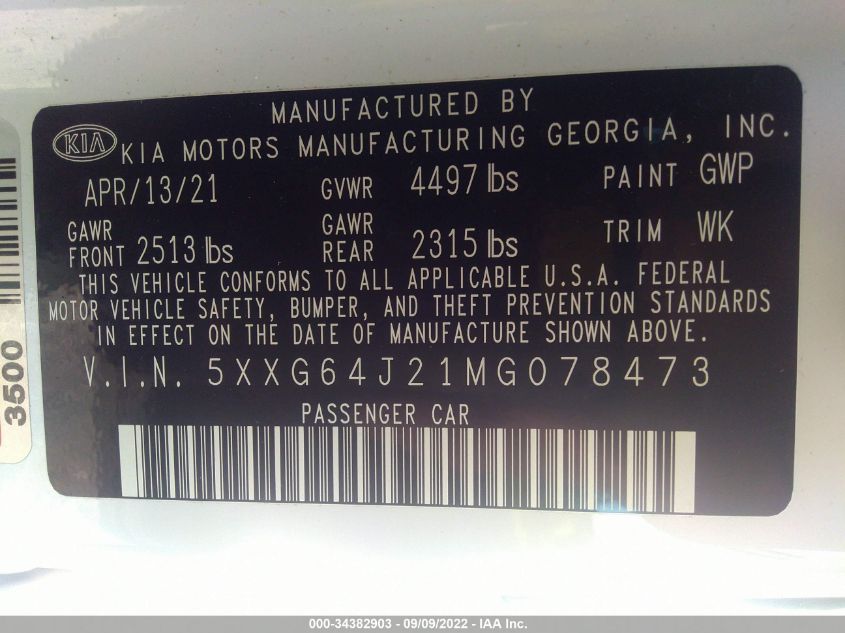 MANUFACTURED BY
KIA KIA MOTORS MANUFACTURING GEORGIA, INC.
APR/13/21 GVWR 4497 lbs PAINT GWP
GAWR FRONT 2513 lbs GAWR REAR 2315 lbs TRIM WK
THIS VEHICLE CONFORMS TO ALL APPLICABLE U.S.A. FEDERAL
MOTOR VEHICLE SAFETY, BUMPER, AND THEFT PREVENTION STANDARDS
IN EFFECT ON THE DATE OF MANUFACTURE SHOWN ABOVE.
V.I.N. 5XXG64J21MG078473
PASSENGER CAR
3500
000-34382903 - 09/09/2022 - IAA Inc.